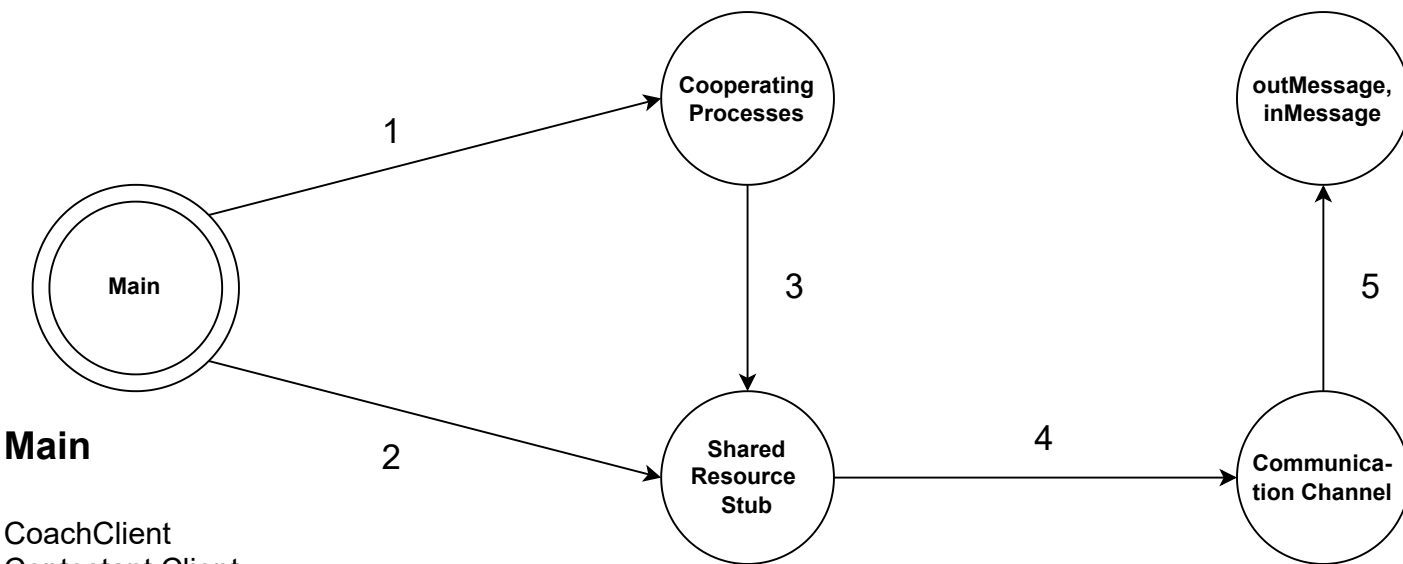 Cooperating
Processes
outMessage,
inMessage
1
Main
3
5
2
4
Shared
Resource
Stub
Communica-
tion Channel
Main
CoachClient